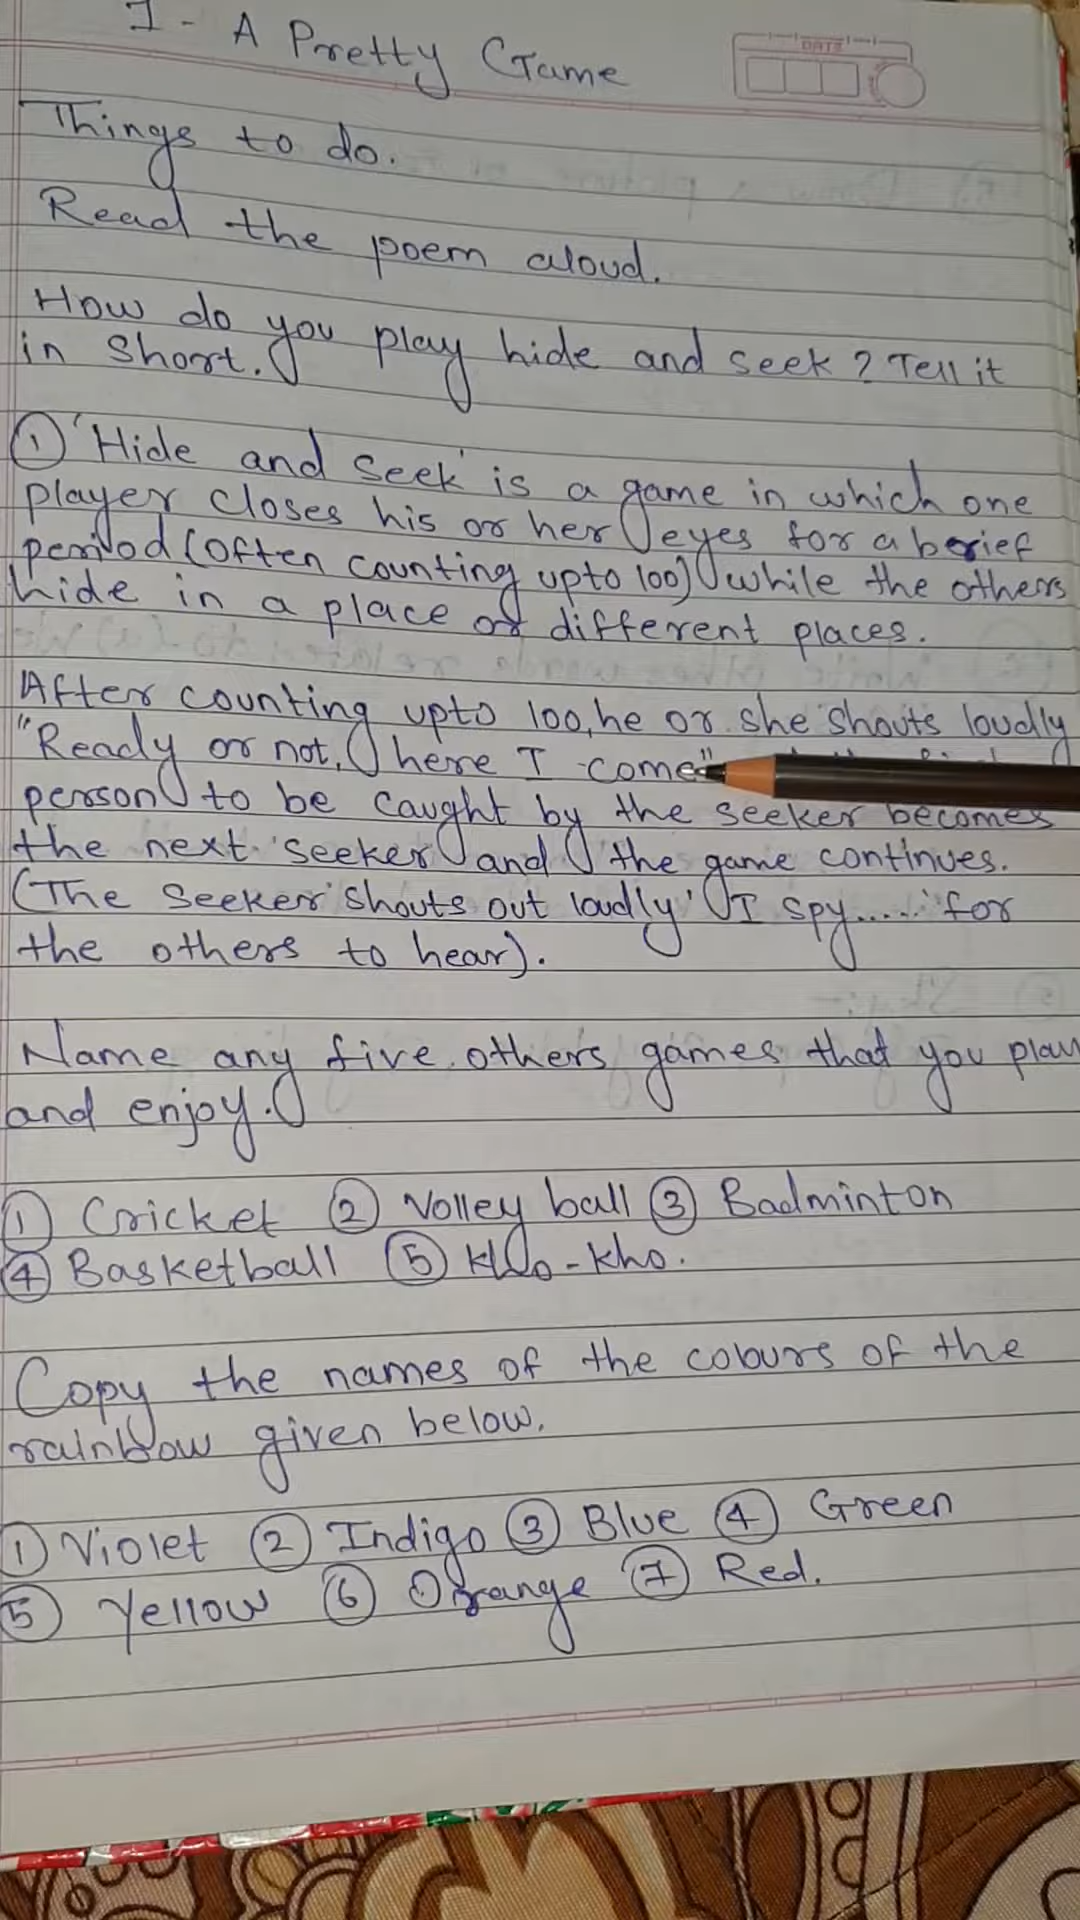 1 - A Pretty Game
DATE
Things to do.
Read the poem aloud.
How do you play hide and seek? Tell it
in short.
① 'Hide and seek' is a game in which one
player closes his or her eyes for a berief
period (often counting upto 100) while the others
hide in a place or different places.
After counting upto 100, he or she shouts loudly
"Ready or not, here I come"
person to be caught by the seeker becomes
the next seeker and the game continues.
(The seeker shouts out loudly 'I spy.....' for
the others to hear).
Name any five others games that you play
and enjoy.
① Cricket ② Volley ball ③ Badminton
④ Basketball ⑤ Kho-kho.
Copy the names of the colours of the
rainbow given below.
① Violet ② Indigo ③ Blue ④ Green
⑤ Yellow ⑥ Orange ⑦ Red.